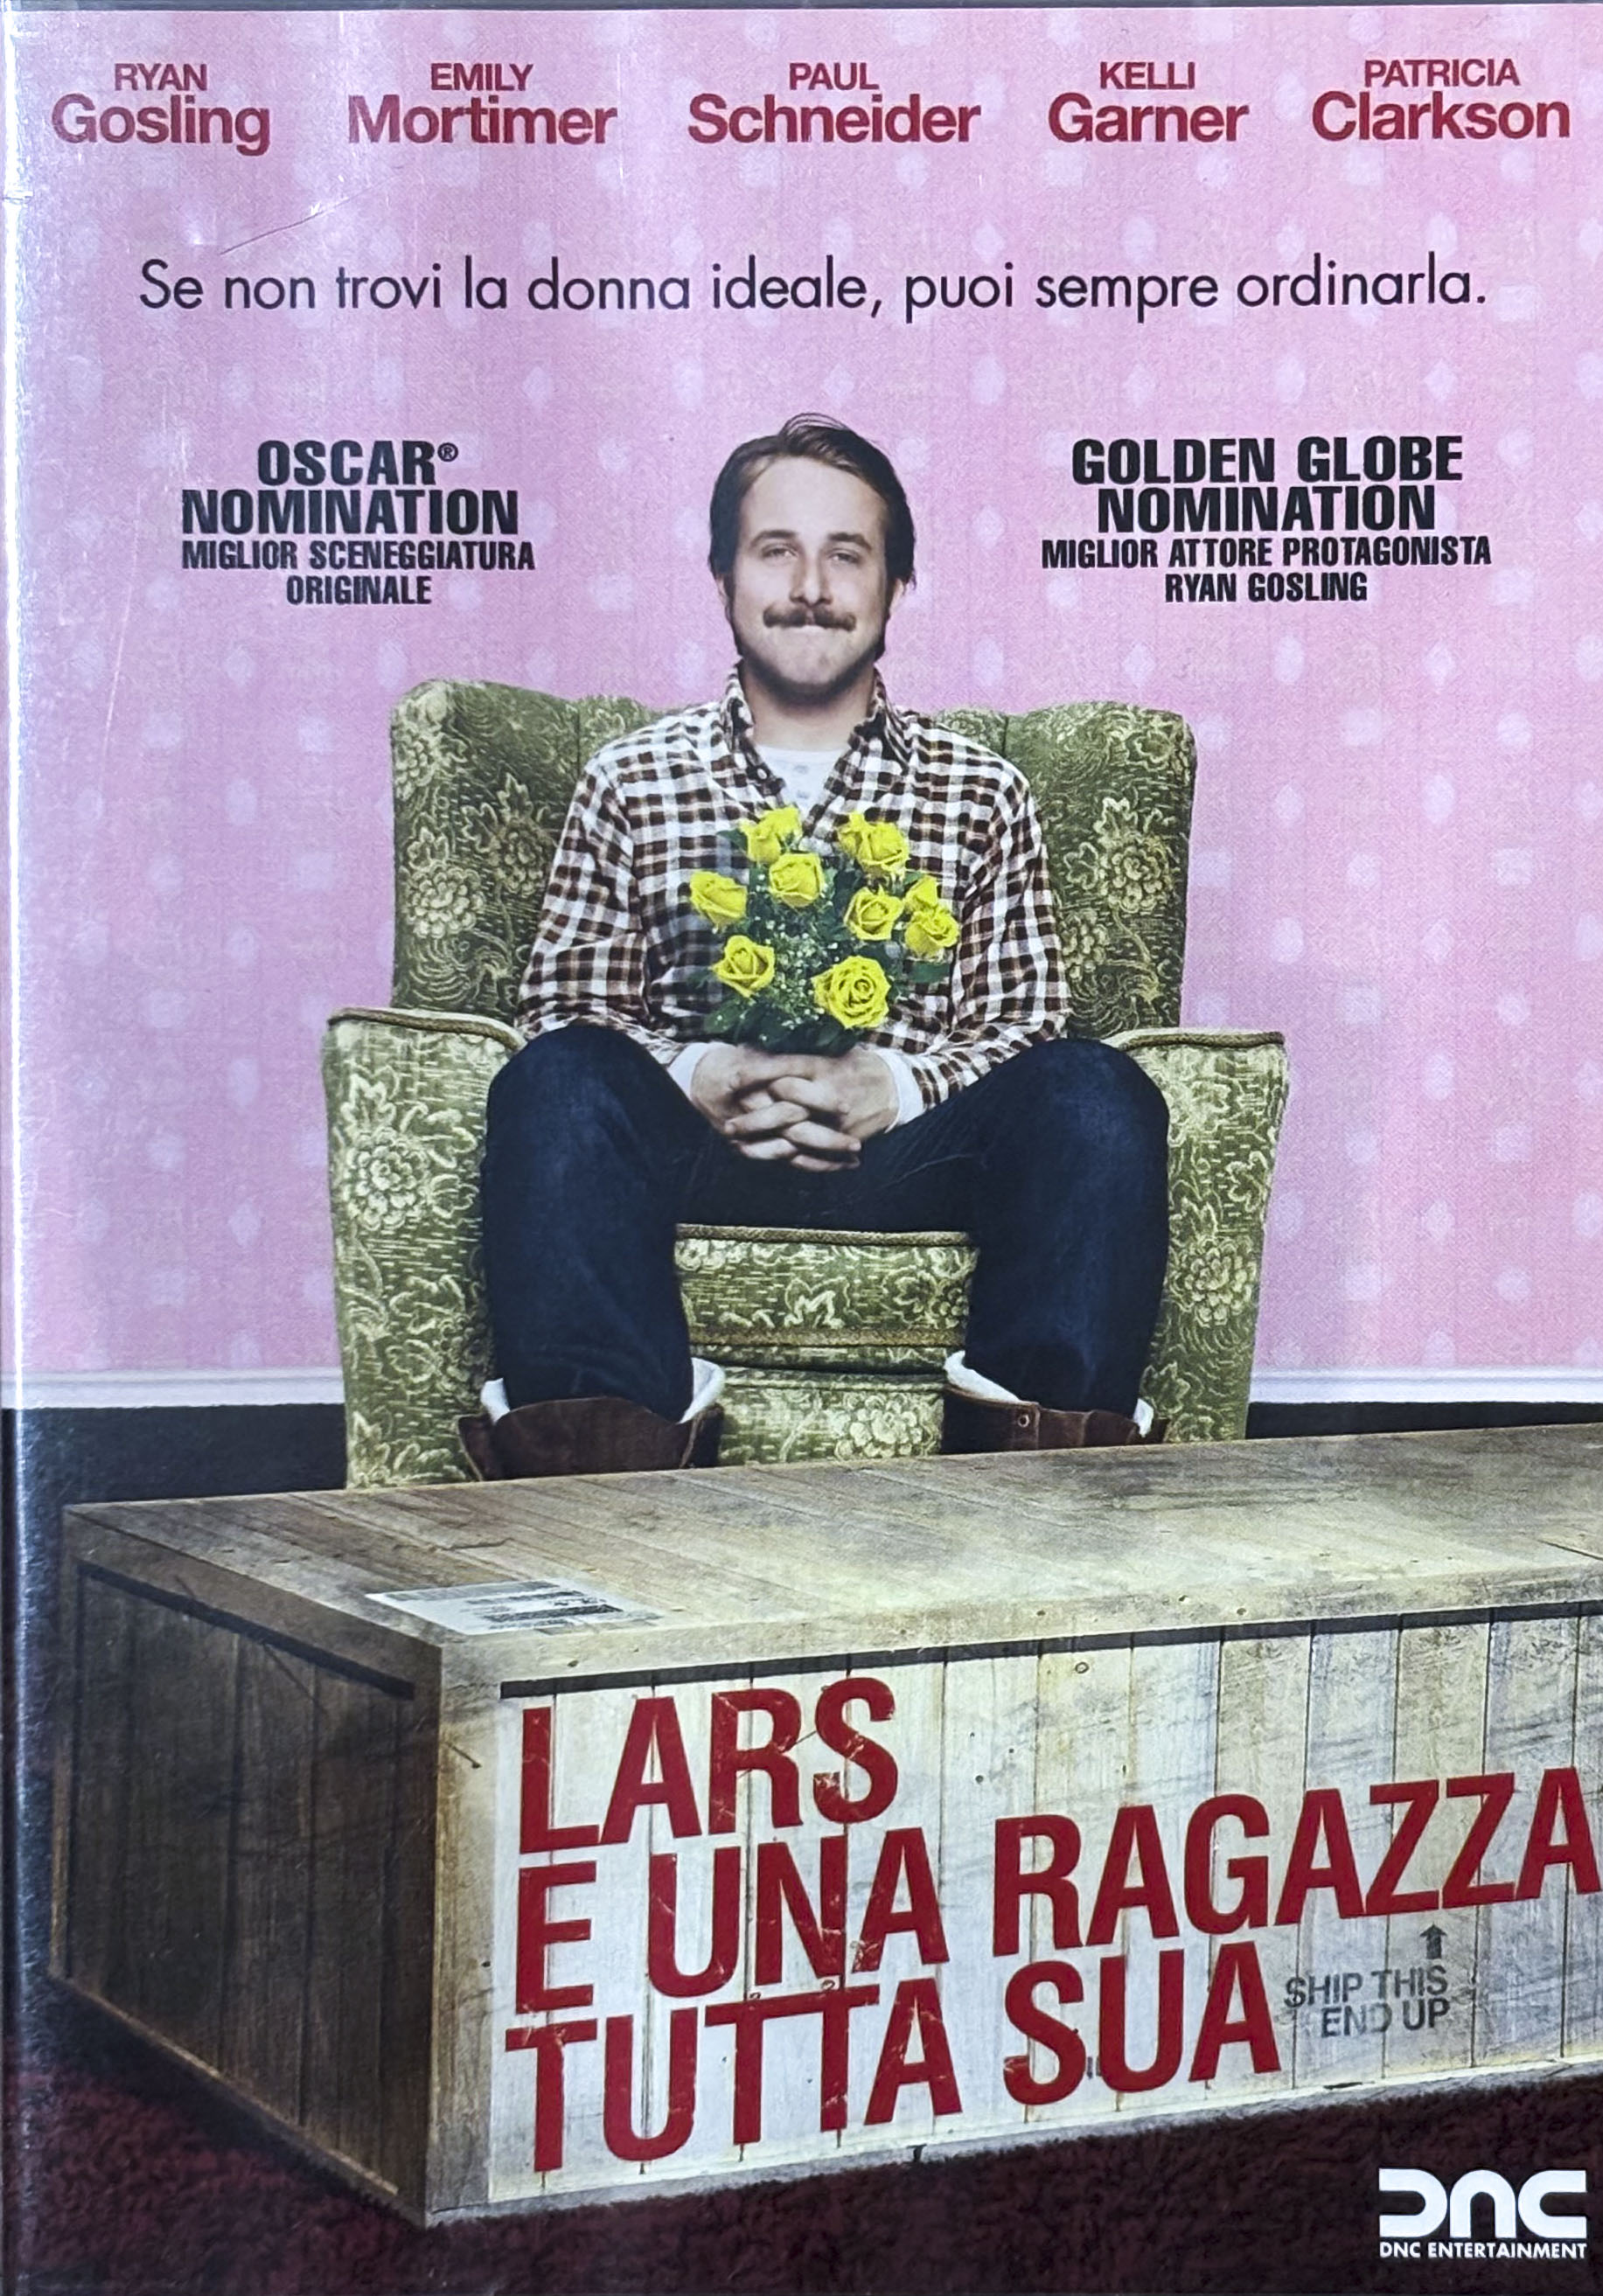 RYAN
Gosling
EMILY
Mortimer
PAUL
Schneider
KELLI
Garner
PATRICIA
Clarkson
Se non trovi la donna ideale, puoi sempre ordinarla.
OSCAR®
NOMINATION
MIGLIOR SCENEGGIATURA
ORIGINALE
GOLDEN GLOBE
NOMINATION
MIGLIOR ATTORE PROTAGONISTA
RYAN GOSLING
LARS
E UNA RAGAZZA
TUTTA SUA
SHIP THIS
END UP
DNC
DNC ENTERTAINMENT